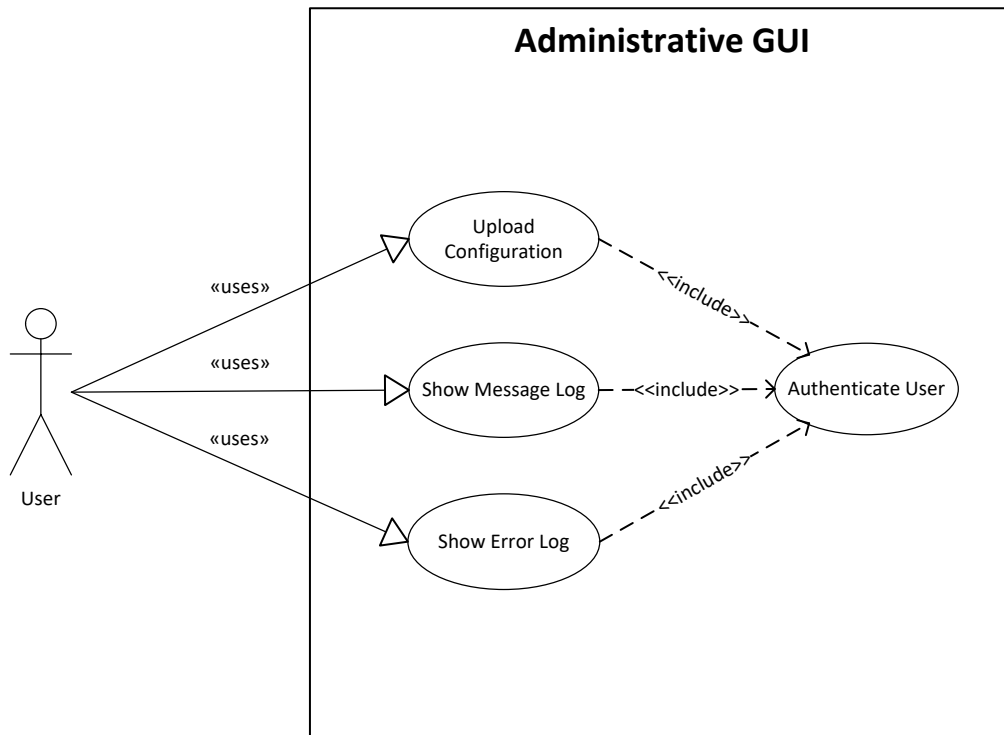 Administrative GUI
Upload
Configuration
«uses»
<<include>>
«uses»
Show Message Log
<<include>>
Authenticate User
«uses»
<<include>>
User
Show Error Log